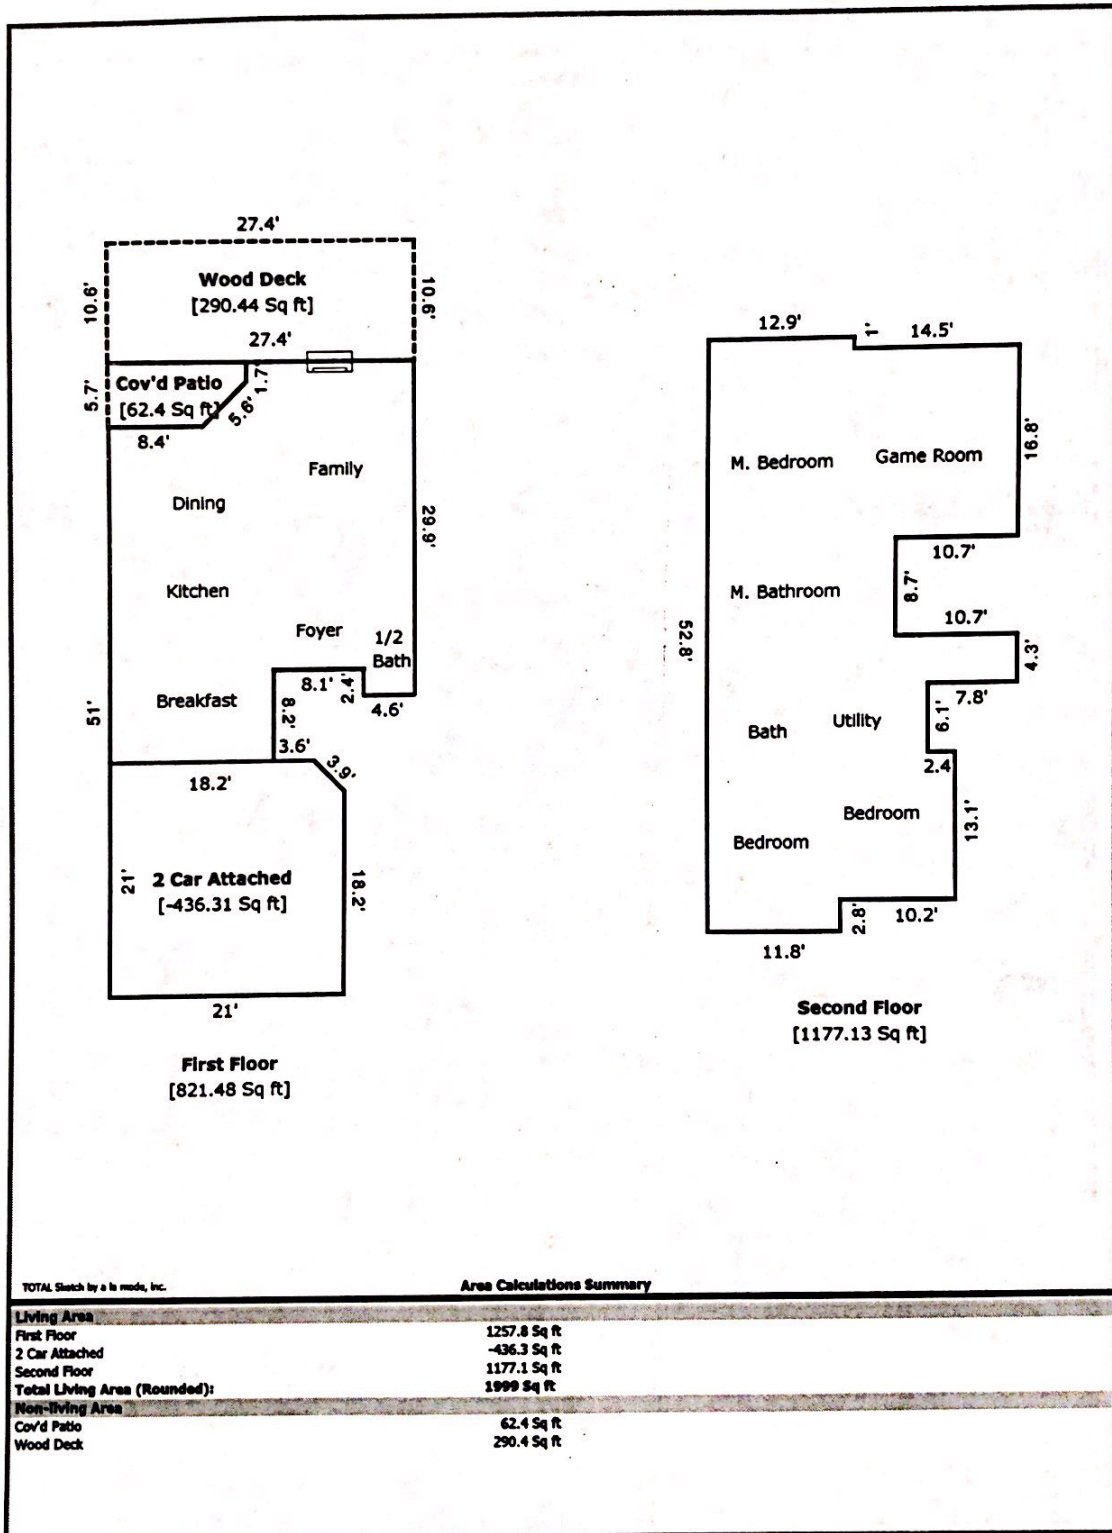 27.4'
Wood Deck
[290.44 Sq ft]
10.6'
10.6'
27.4'
Cov'd Patio
[62.4 Sq ft]
5.7'
1.7'
5.6'
8.4'
Family
Dining
29.9'
Kitchen
Foyer
1/2
Bath
8.1'
2.4'
4.6'
Breakfast
8.2'
51'
3.6'
3.9'
18.2'
2 Car Attached
[-436.31 Sq ft]
21'
18.2'
21'
First Floor
[821.48 Sq ft]
12.9'
1'
14.5'
M. Bedroom
Game Room
16.8'
10.7'
M. Bathroom
8.7'
10.7'
52.8'
4.3'
7.8'
Bath
Utility
6.1'
2.4
Bedroom
Bedroom
13.1'
2.8'
10.2'
11.8'
Second Floor
[1177.13 Sq ft]
TOTAL Sketch by a la mode, inc.
Area Calculations Summary
Living Area
First Floor 1257.8 Sq ft
2 Car Attached -436.3 Sq ft
Second Floor 1177.1 Sq ft
Total Living Area (Rounded): 1999 Sq ft
Non-living Area
Cov'd Patio 62.4 Sq ft
Wood Deck 290.4 Sq ft